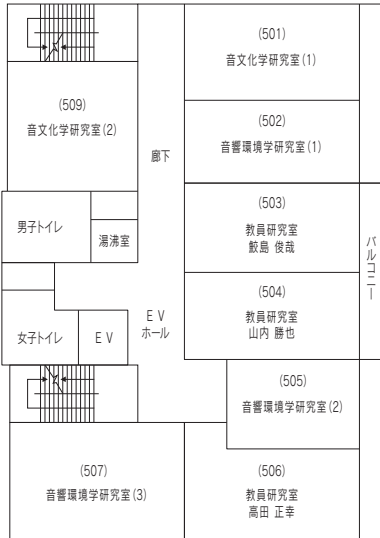 (501)
音文化学研究室(1)
(509)
音文化学研究室(2)
(502)
音響環境学研究室(1)
廊下
(503)
教員研究室
鮫島 俊哉
男子トイレ
湯沸室
バルコニー
(504)
教員研究室
山内 勝也
EV
ホール
女子トイレ
EV
(505)
音響環境学研究室(2)
(507)
音響環境学研究室(3)
(506)
教員研究室
高田 正幸